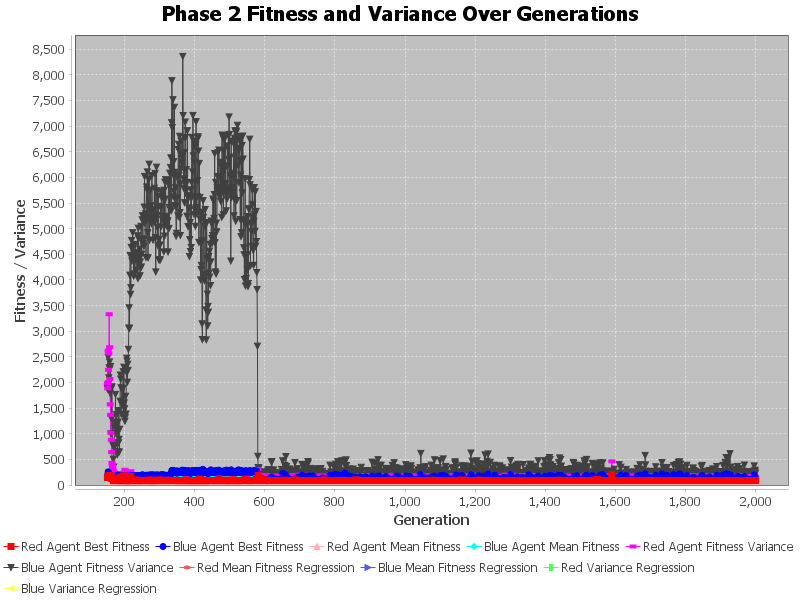 Phase 2 Fitness and Variance Over Generations
Fitness / Variance
8,500
8,000
7,500
7,000
6,500
6,000
5,500
5,000
4,500
4,000
3,500
3,000
2,500
2,000
1,500
1,000
500
0
200 400 600 800 1,000 1,200 1,400 1,600 1,800 2,000
Generation
Red Agent Best Fitness Blue Agent Best Fitness Red Agent Mean Fitness Blue Agent Mean Fitness Red Agent Fitness Variance
Blue Agent Fitness Variance Red Mean Fitness Regression Blue Mean Fitness Regression Red Variance Regression
Blue Variance Regression